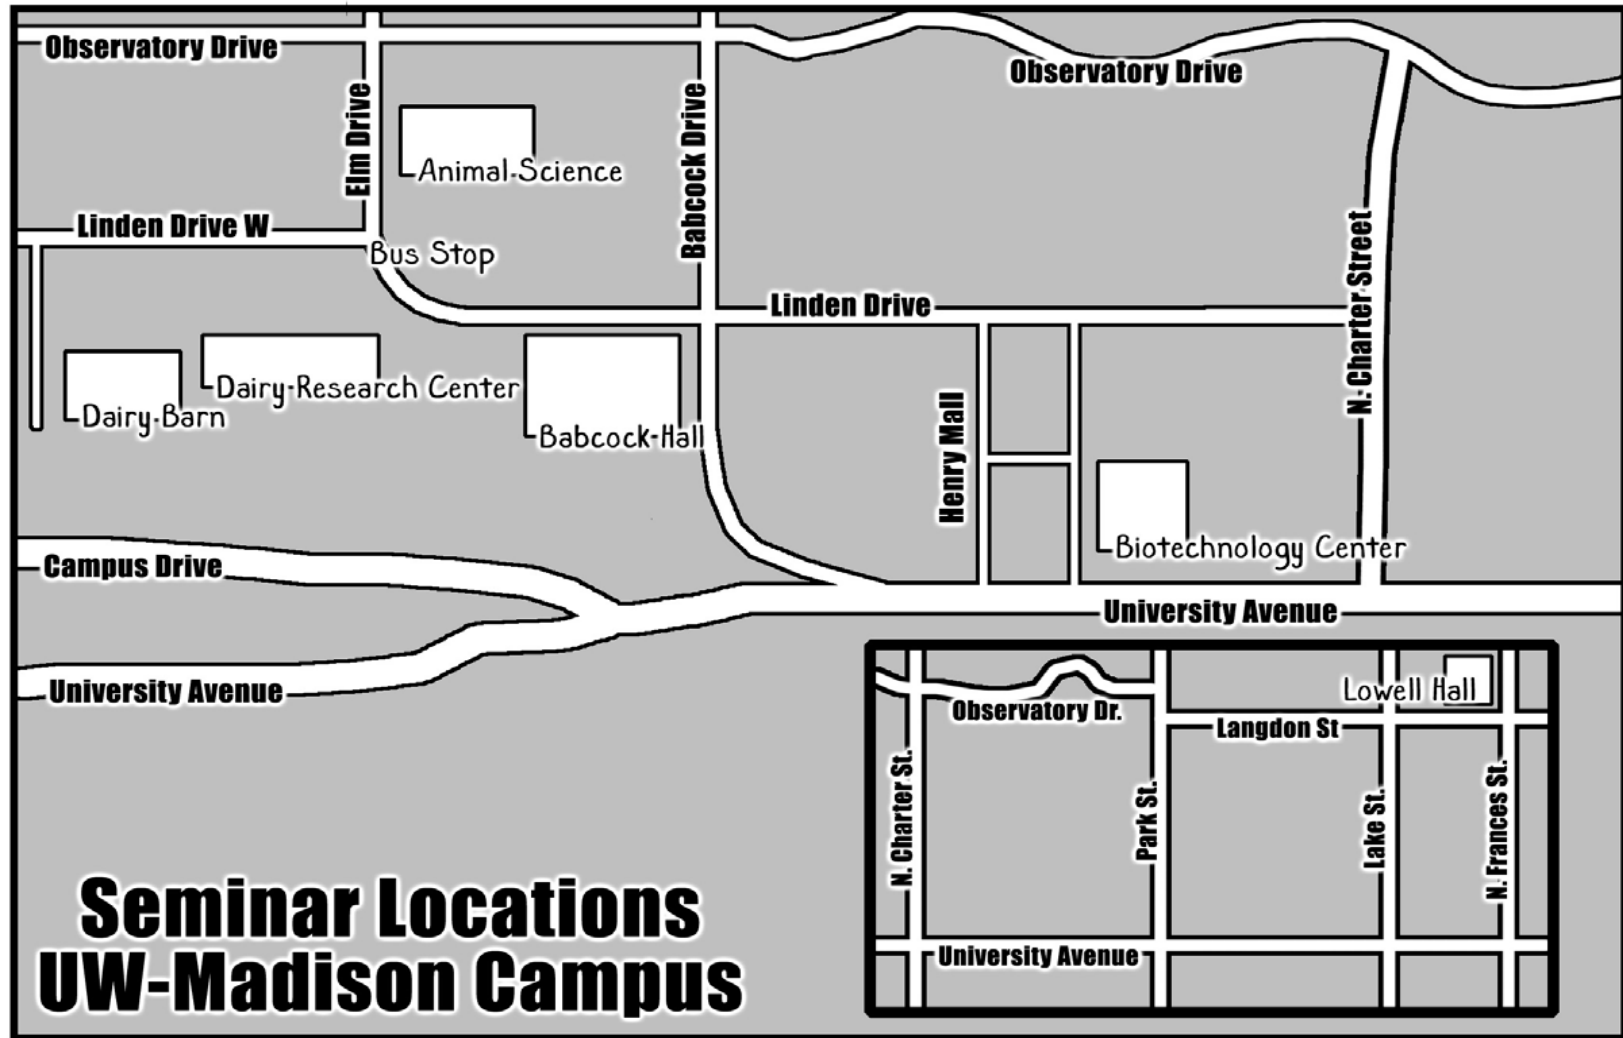 Observatory Drive
Observatory Drive
Elm Drive
Babcock Drive
Animal Science
Linden Drive W
Bus Stop
N. Charter Street
Linden Drive
Dairy Research Center
Dairy Barn
Babcock Hall
Henry Mall
Biotechnology Center
Campus Drive
University Avenue
University Avenue
Lowell Hall
Observatory Dr.
Langdon St
N. Charter St.
Park St.
Lake St.
N. Frances St.
University Avenue
Seminar Locations
UW-Madison Campus